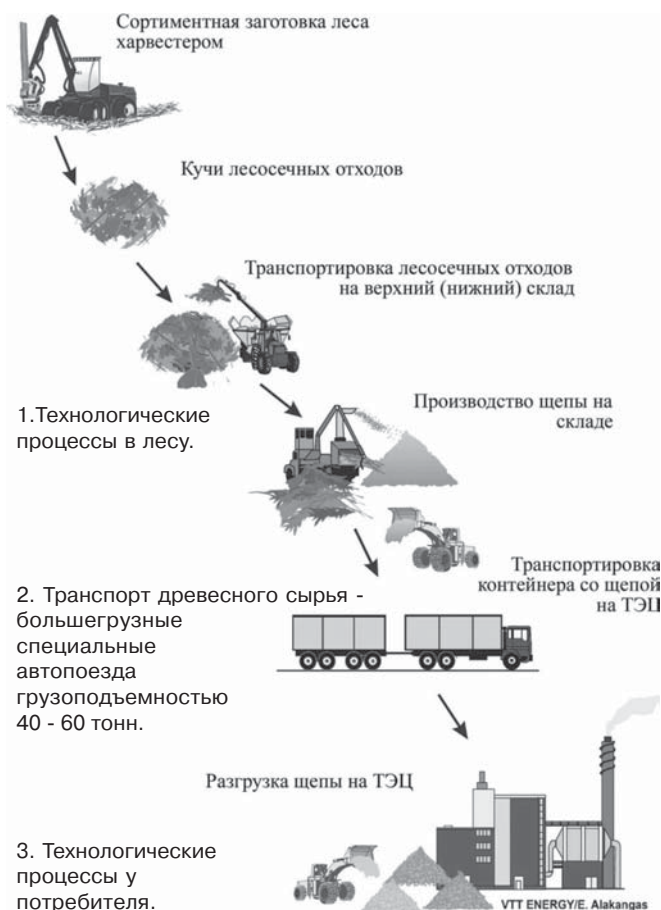 Сортиментная заготовка леса
харвестером
Кучи лесосечных отходов
Транспортировка лесосечных отходов
на верхний (нижний) склад
1.Технологические
процессы в лесу.
Производство щепы на
складе
Транспортировка
контейнера со щепой
на ТЭЦ
2. Транспорт древесного сырья -
большегрузные
специальные
автопоезда
грузоподъемностью
40 - 60 тонн.
Разгрузка щепы на ТЭЦ
3. Технологические
процессы у
потребителя.
VTT ENERGY/E. Alakangas